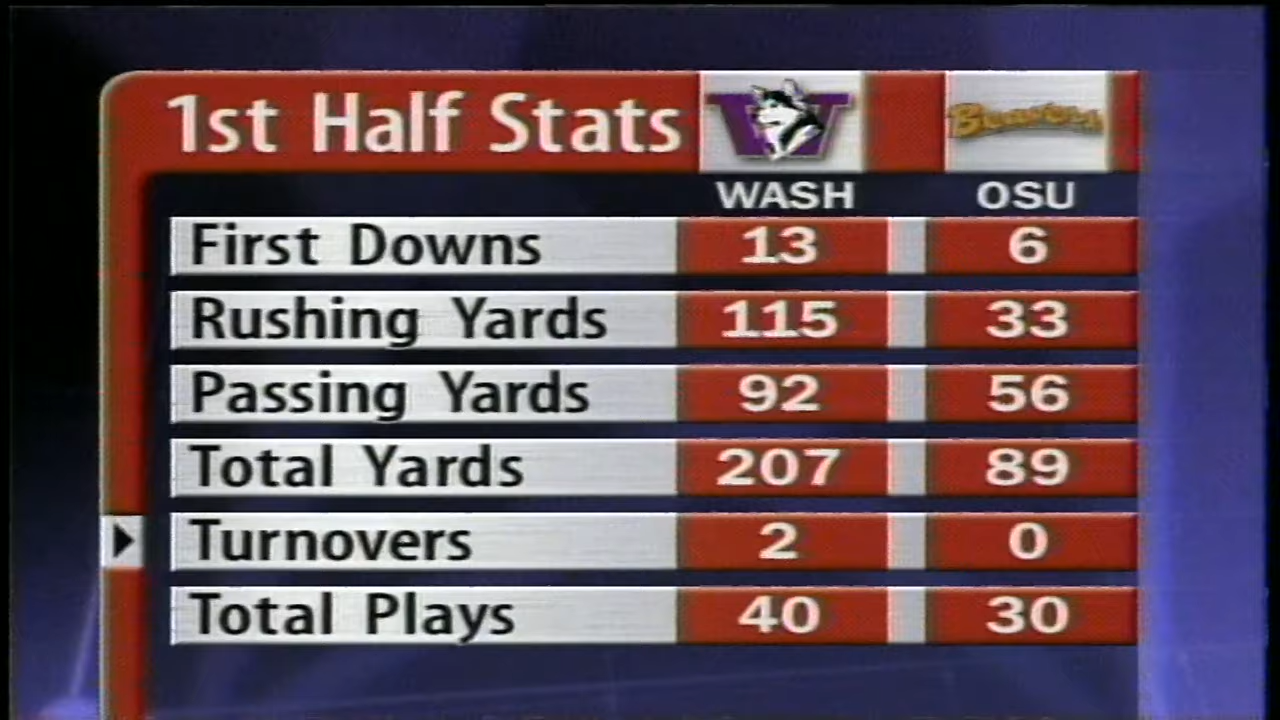 1st Half Stats W Beavers
WASH OSU
First Downs 13 6
Rushing Yards 115 33
Passing Yards 92 56
Total Yards 207 89
Turnovers 2 0
Total Plays 40 30